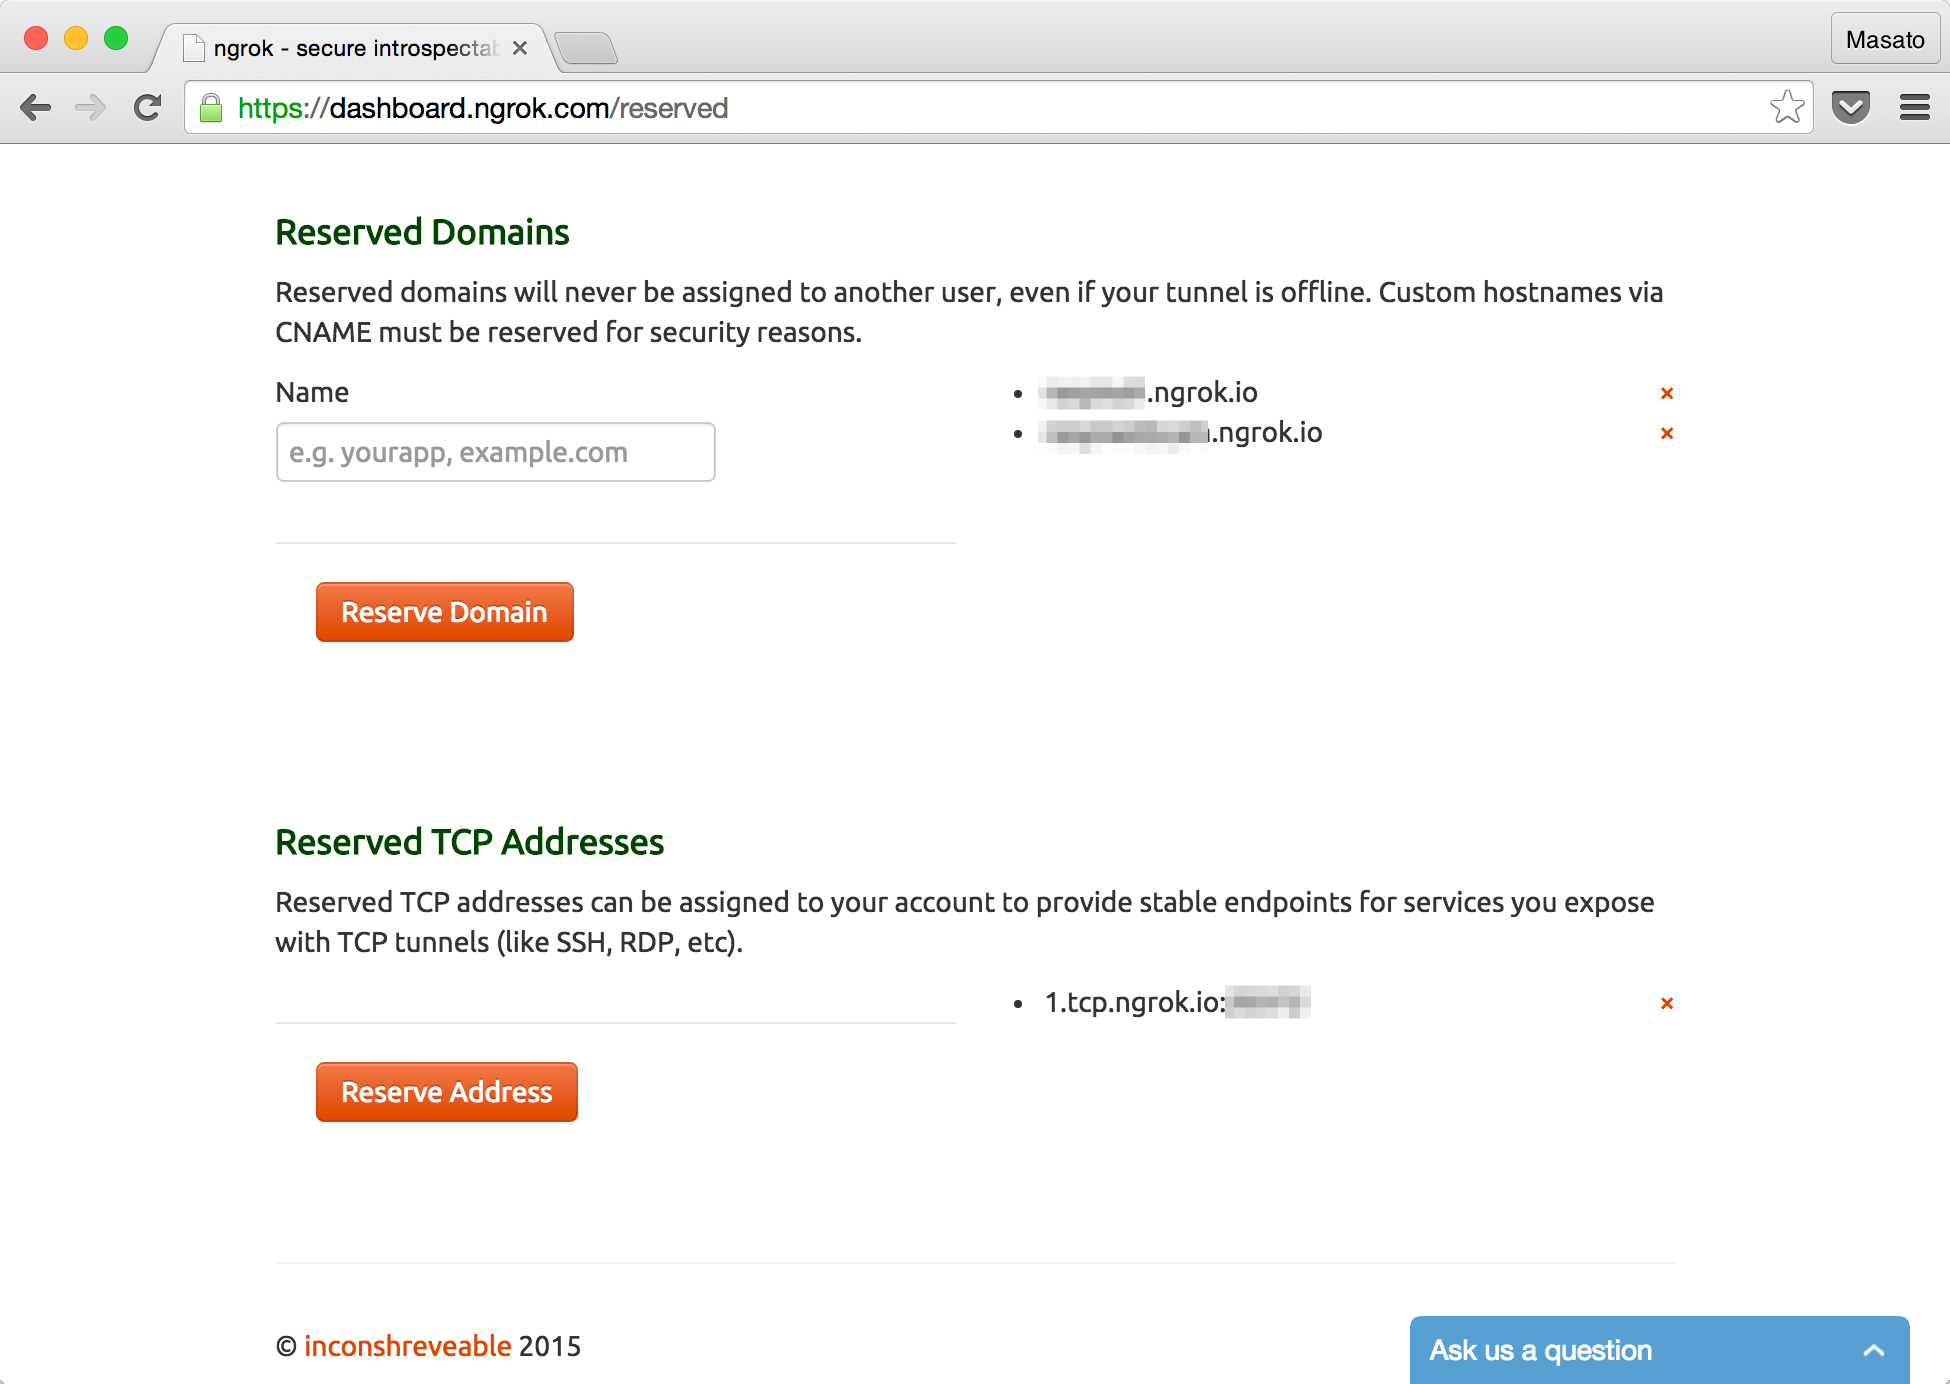 ngrok - secure introspectab
Masato
https://dashboard.ngrok.com/reserved
Reserved Domains
Reserved domains will never be assigned to another user, even if your tunnel is offline. Custom hostnames via
CNAME must be reserved for security reasons.
Name
e.g. yourapp, example.com
.ngrok.io
.ngrok.io
Reserve Domain
Reserved TCP Addresses
Reserved TCP addresses can be assigned to your account to provide stable endpoints for services you expose
with TCP tunnels (like SSH, RDP, etc).
1.tcp.ngrok.io:
Reserve Address
© inconshreveable 2015
Ask us a question